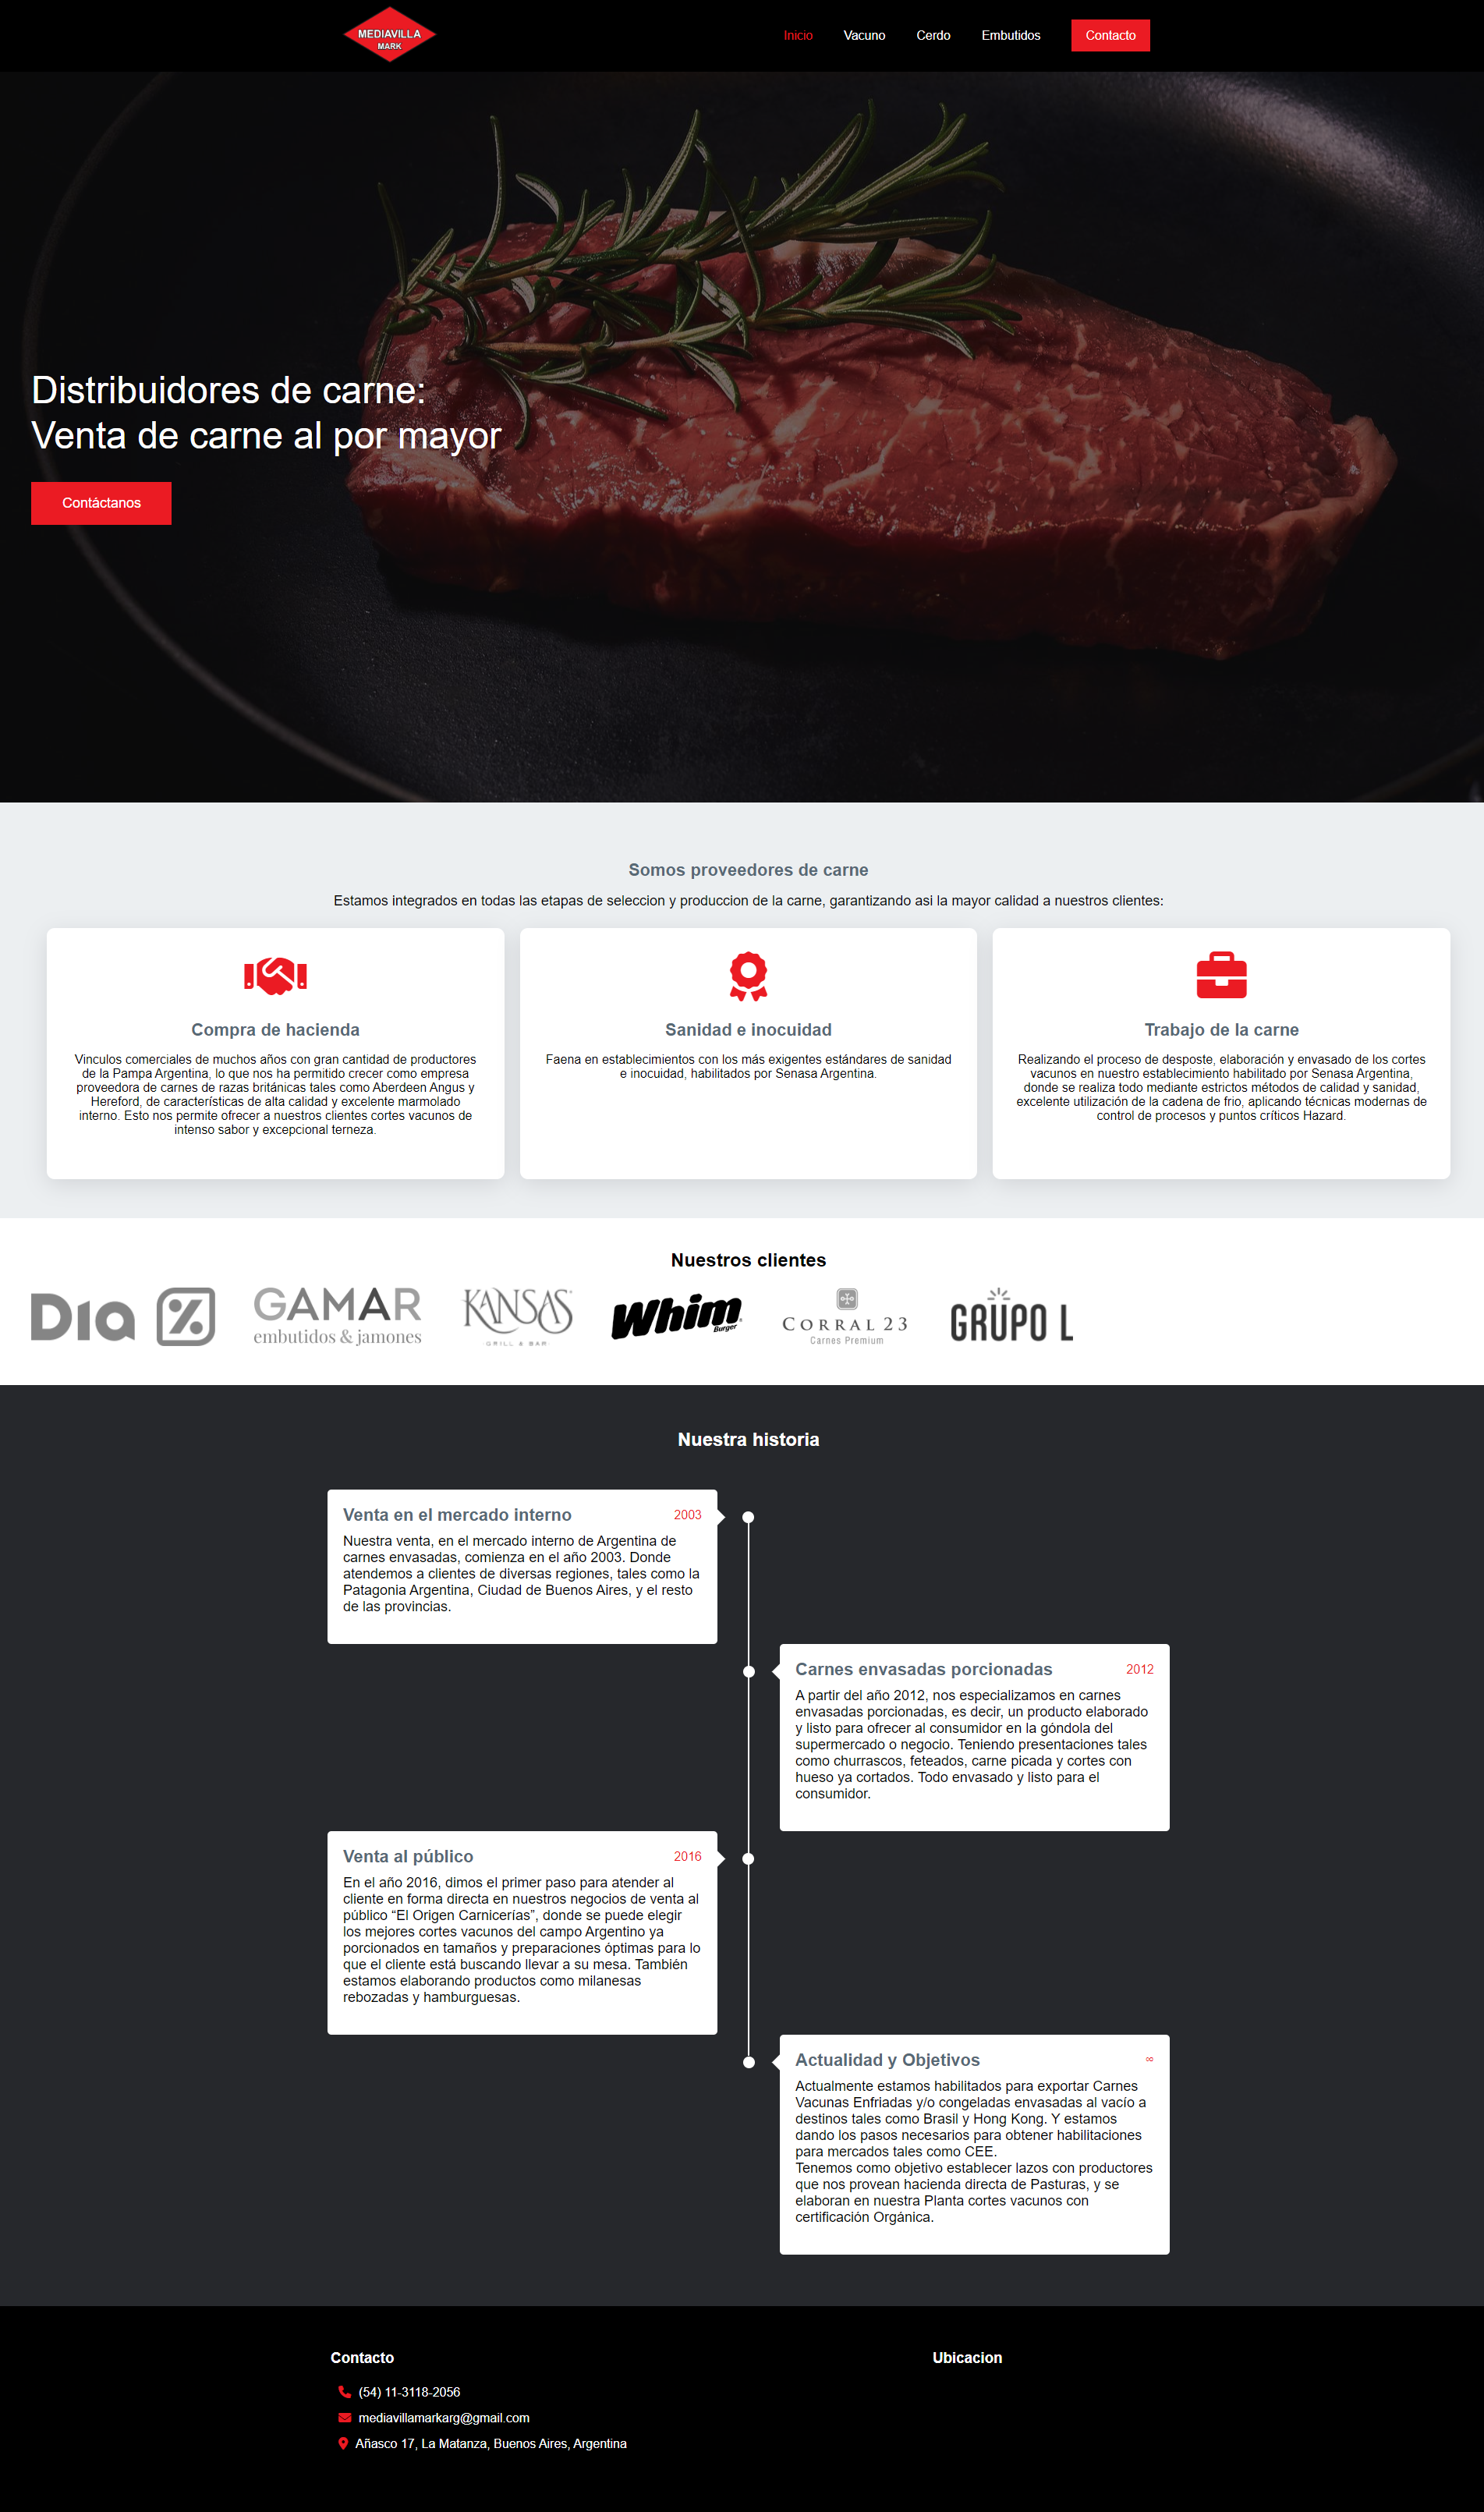 MEDIAVILLA
MARK
Inicio
Vacuno
Cerdo
Embutidos
Contacto
Distribuidores de carne:
Venta de carne al por mayor
Contáctanos
Somos proveedores de carne
Estamos integrados en todas las etapas de seleccion y produccion de la carne, garantizando asi la mayor calidad a nuestros clientes:
Compra de hacienda
Vinculos comerciales de muchos años con gran cantidad de productores
de la Pampa Argentina, lo que nos ha permitido crecer como empresa
proveedora de carnes de razas británicas tales como Aberdeen Angus y
Hereford, de características de alta calidad y excelente marmolado
interno. Esto nos permite ofrecer a nuestros clientes cortes vacunos de
intenso sabor y excepcional terneza.
Sanidad e inocuidad
Faena en establecimientos con los más exigentes estándares de sanidad
e inocuidad, habilitados por Senasa Argentina.
Trabajo de la carne
Realizando el proceso de desposte, elaboración y envasado de los cortes
vacunos en nuestro establecimiento habilitado por Senasa Argentina,
donde se realiza todo mediante estrictos métodos de calidad y sanidad,
excelente utilización de la cadena de frio, aplicando técnicas modernas de
control de procesos y puntos críticos Hazard.
Nuestros clientes
Dia %
GAMAR
embutidos & jamones
KANSAS
GRILL & BAR
Whim
Burger
CORRAL 23
Carnes Premium
GRUPO L
Nuestra historia
Venta en el mercado interno
2003
Nuestra venta, en el mercado interno de Argentina de
carnes envasadas, comienza en el año 2003. Donde
atendemos a clientes de diversas regiones, tales como la
Patagonia Argentina, Ciudad de Buenos Aires, y el resto
de las provincias.
Carnes envasadas porcionadas
2012
A partir del año 2012, nos especializamos en carnes
envasadas porcionadas, es decir, un producto elaborado
y listo para ofrecer al consumidor en la góndola del
supermercado o negocio. Teniendo presentaciones tales
como churrascos, feteados, carne picada y cortes con
hueso ya cortados. Todo envasado y listo para el
consumidor.
Venta al público
2016
En el año 2016, dimos el primer paso para atender al
cliente en forma directa en nuestros negocios de venta al
público “El Origen Carnicerías”, donde se puede elegir
los mejores cortes vacunos del campo Argentino ya
porcionados en tamaños y preparaciones óptimas para lo
que el cliente está buscando llevar a su mesa. También
estamos elaborando productos como milanesas
rebozadas y hamburguesas.
Actualidad y Objetivos
∞
Actualmente estamos habilitados para exportar Carnes
Vacunas Enfriadas y/o congeladas envasadas al vacío a
destinos tales como Brasil y Hong Kong. Y estamos
dando los pasos necesarios para obtener habilitaciones
para mercados tales como CEE.
Tenemos como objetivo establecer lazos con productores
que nos provean hacienda directa de Pasturas, y se
elaboran en nuestra Planta cortes vacunos con
certificación Orgánica.
Contacto
(54) 11-3118-2056
mediavillamarkarg@gmail.com
Añasco 17, La Matanza, Buenos Aires, Argentina
Ubicacion